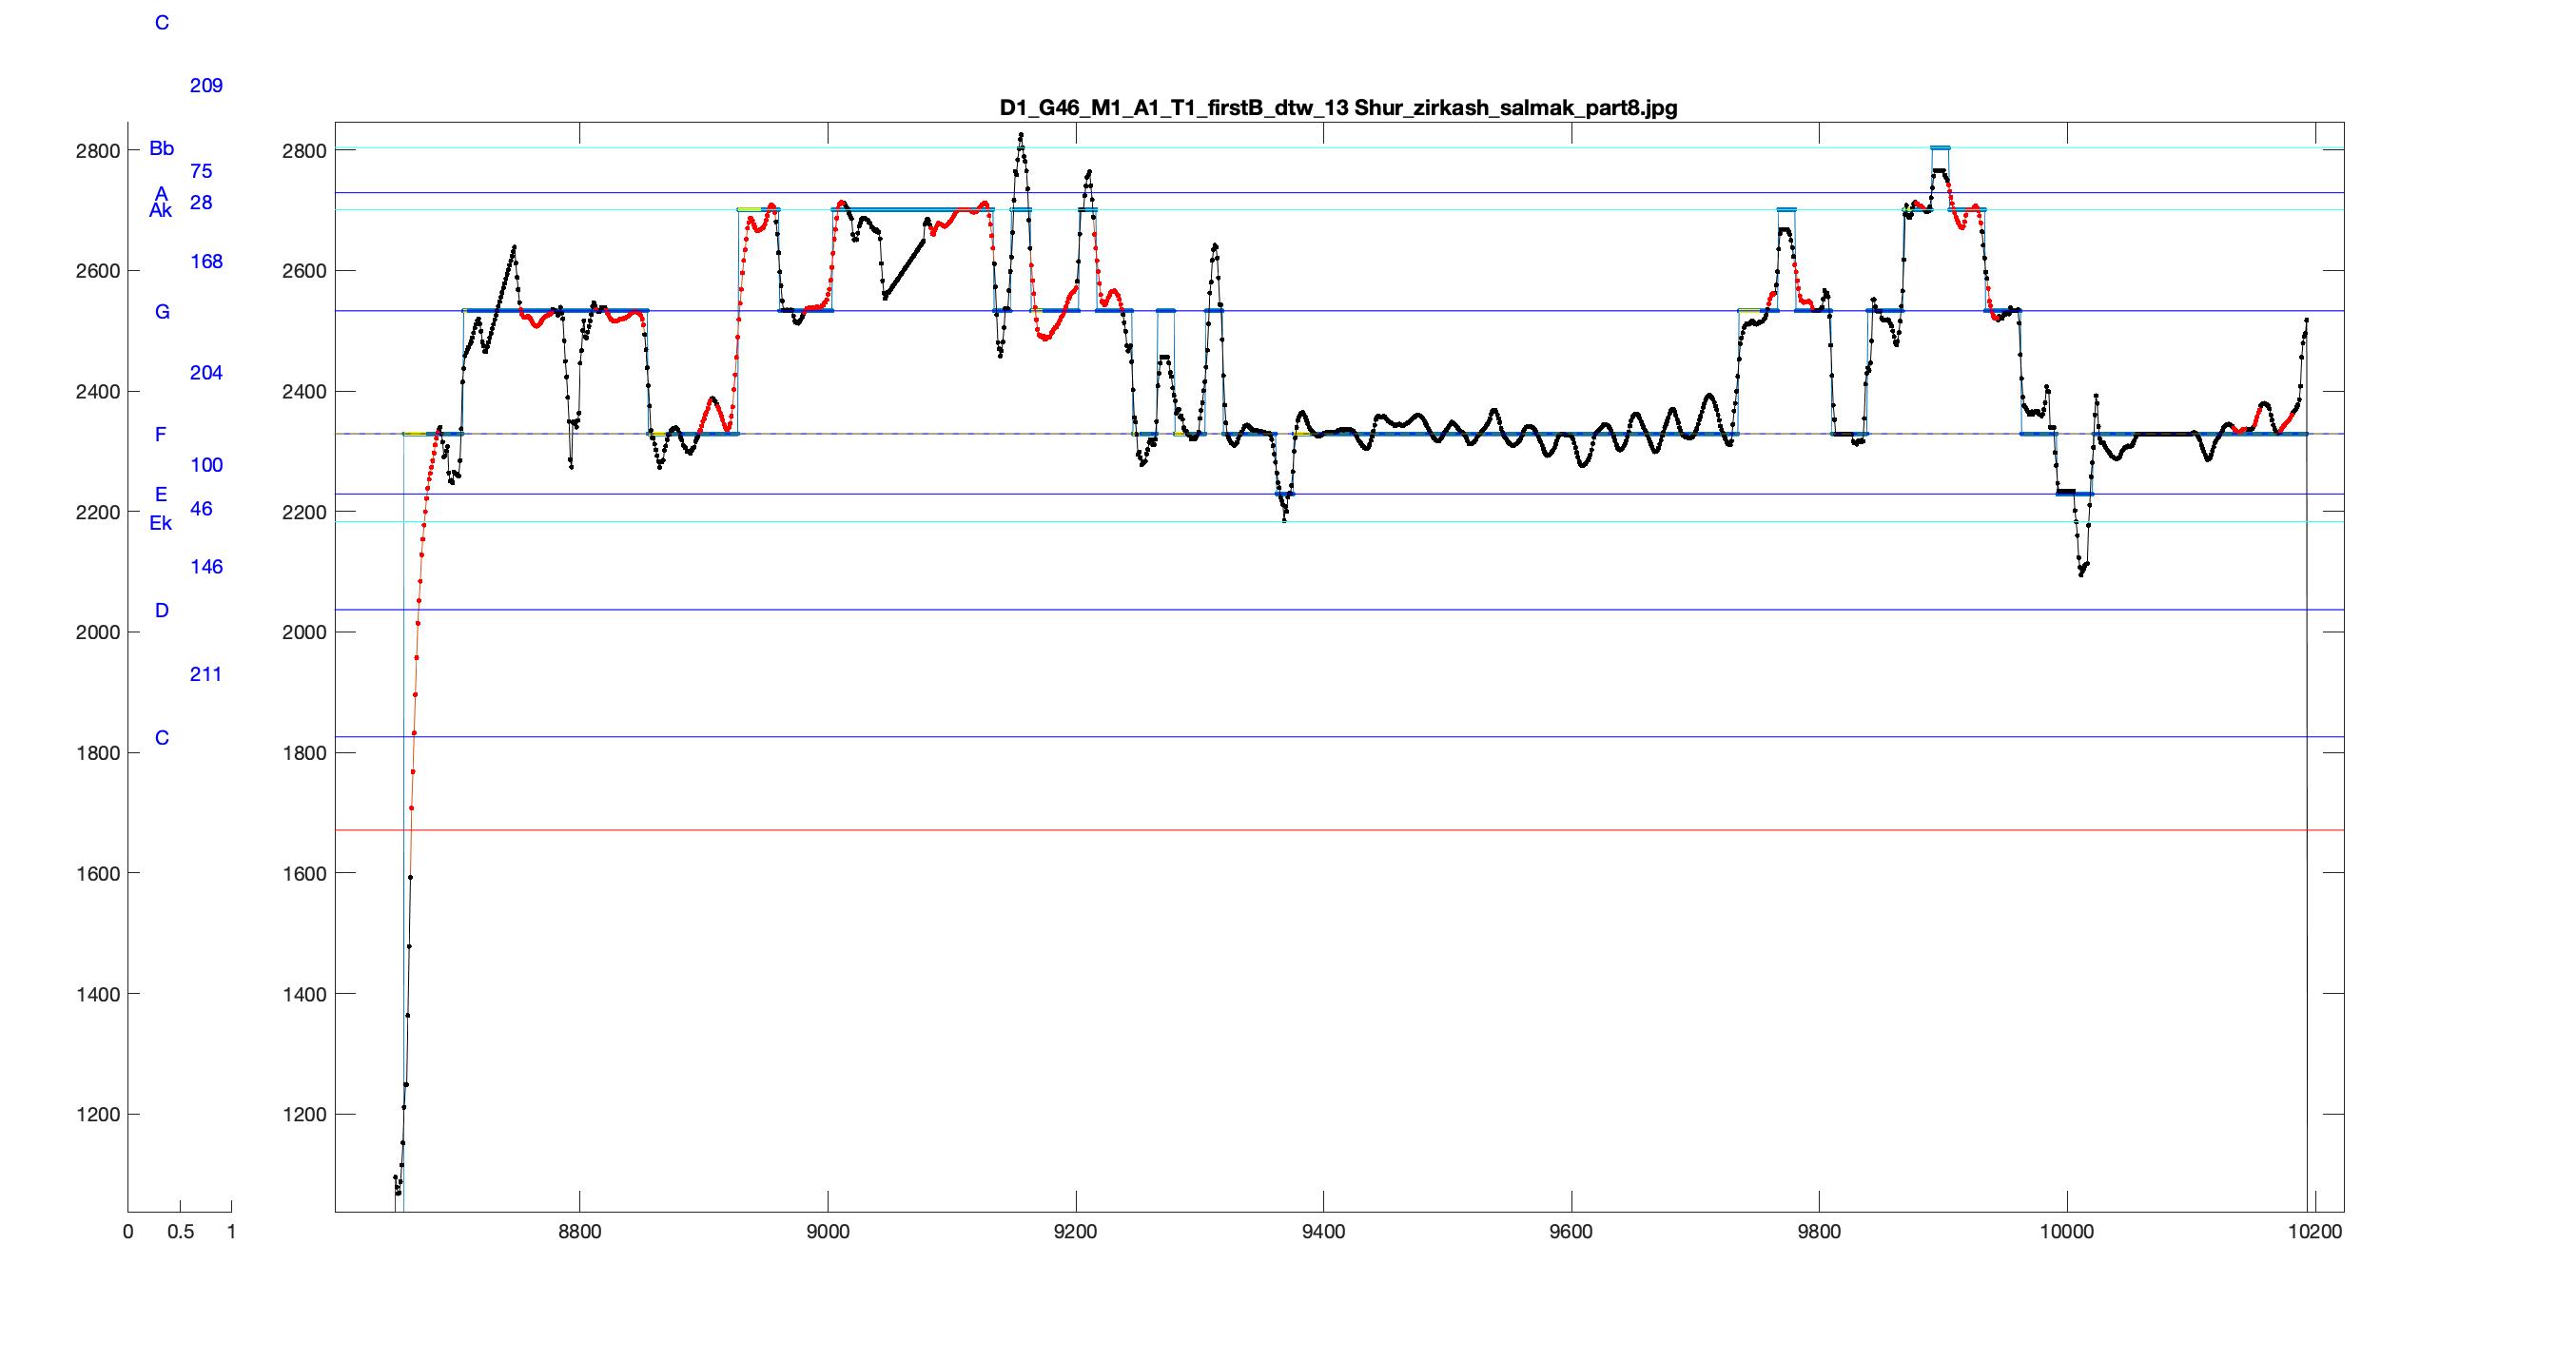 C
209
D1_G46_M1_A1_T1_firstB_dtw_13 Shur_zirkash_salmak_part8.jpg
2800 Bb 2800
75
A
28
Ak
168
2600 2600
G
204
2400 2400
F
100
E
46
2200 2200
Ek
146
D
2000 2000
211
C
1800 1800
1600 1600
1400 1400
1200 1200
0 0.5 1 8800 9000 9200 9400 9600 9800 10000 10200